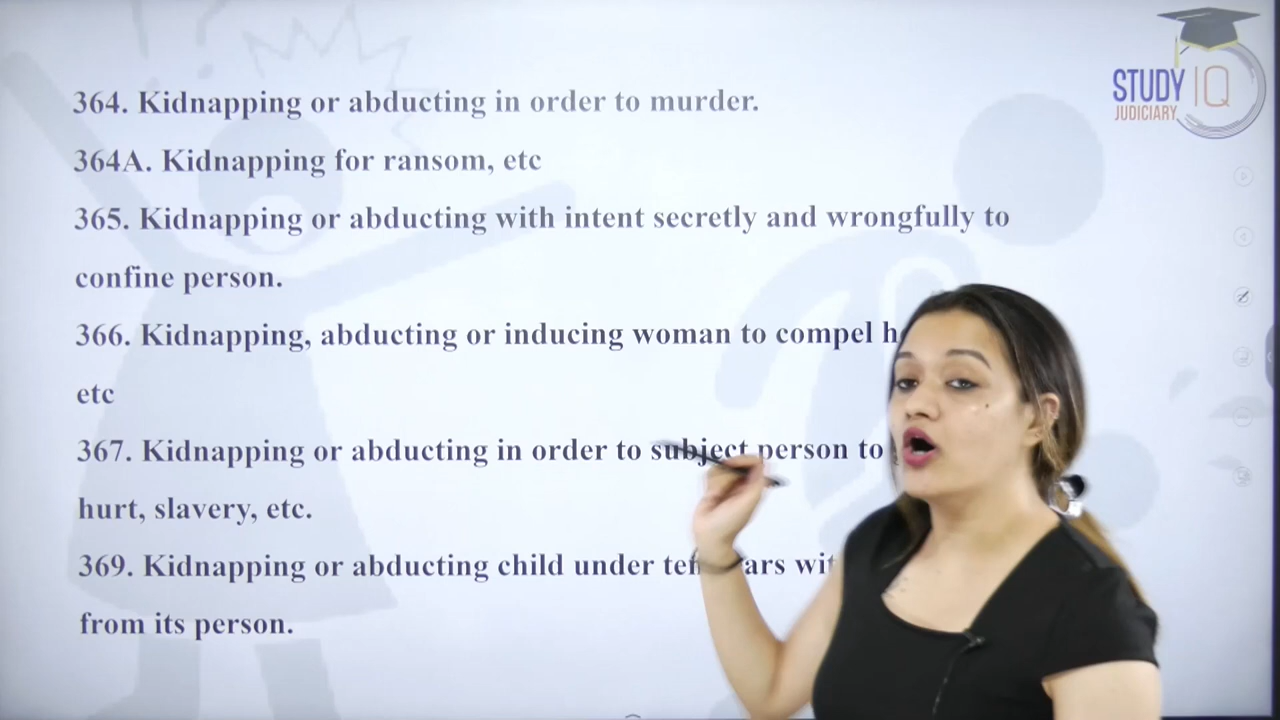 STUDY IQ
JUDICIARY
364. Kidnapping or abducting in order to murder.
364A. Kidnapping for ransom, etc
365. Kidnapping or abducting with intent secretly and wrongfully to
confine person.
366. Kidnapping, abducting or inducing woman to compel
etc
367. Kidnapping or abducting in order to subject person to
hurt, slavery, etc.
369. Kidnapping or abducting child under
from its person.